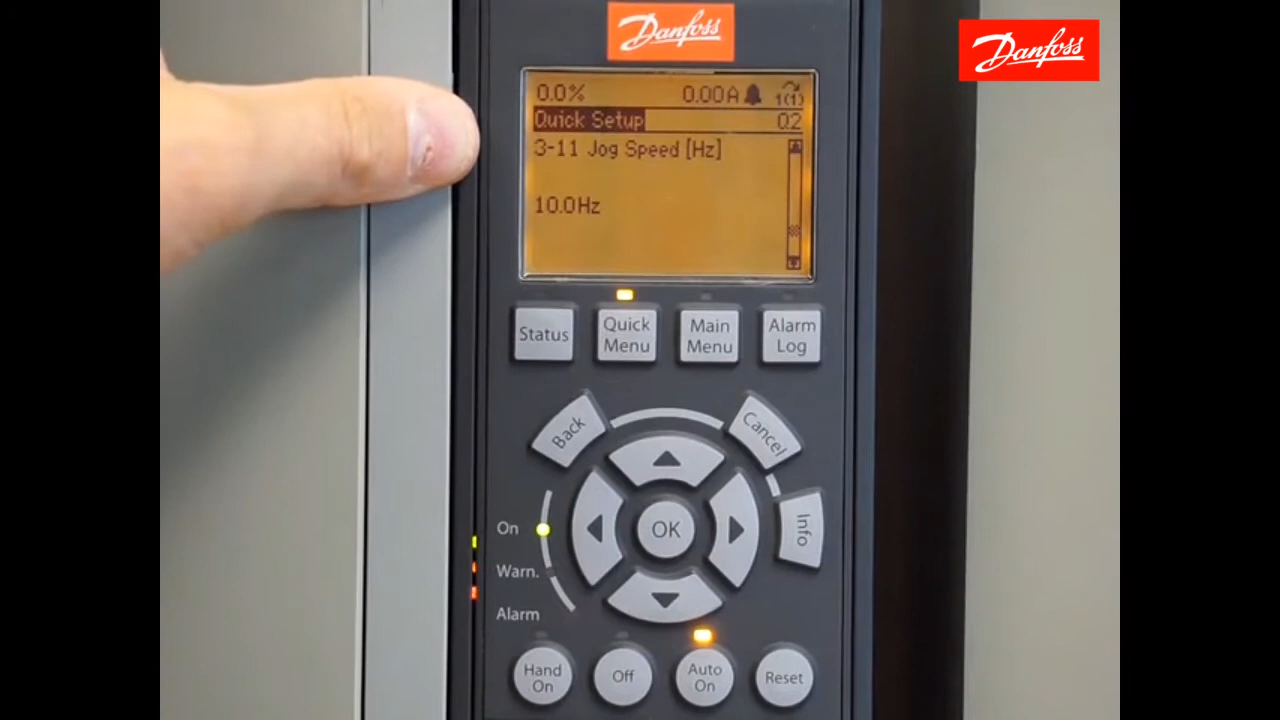 Danfoss
Danfoss
0.0% 0.00A 1(1)
Quick Setup Q2
3-11 Jog Speed [Hz]
10.0Hz
Status
Quick
Menu
Main
Menu
Alarm
Log
Back
Cancel
OK
Info
On
Warn.
Alarm
Hand
On
Off
Auto
On
Reset